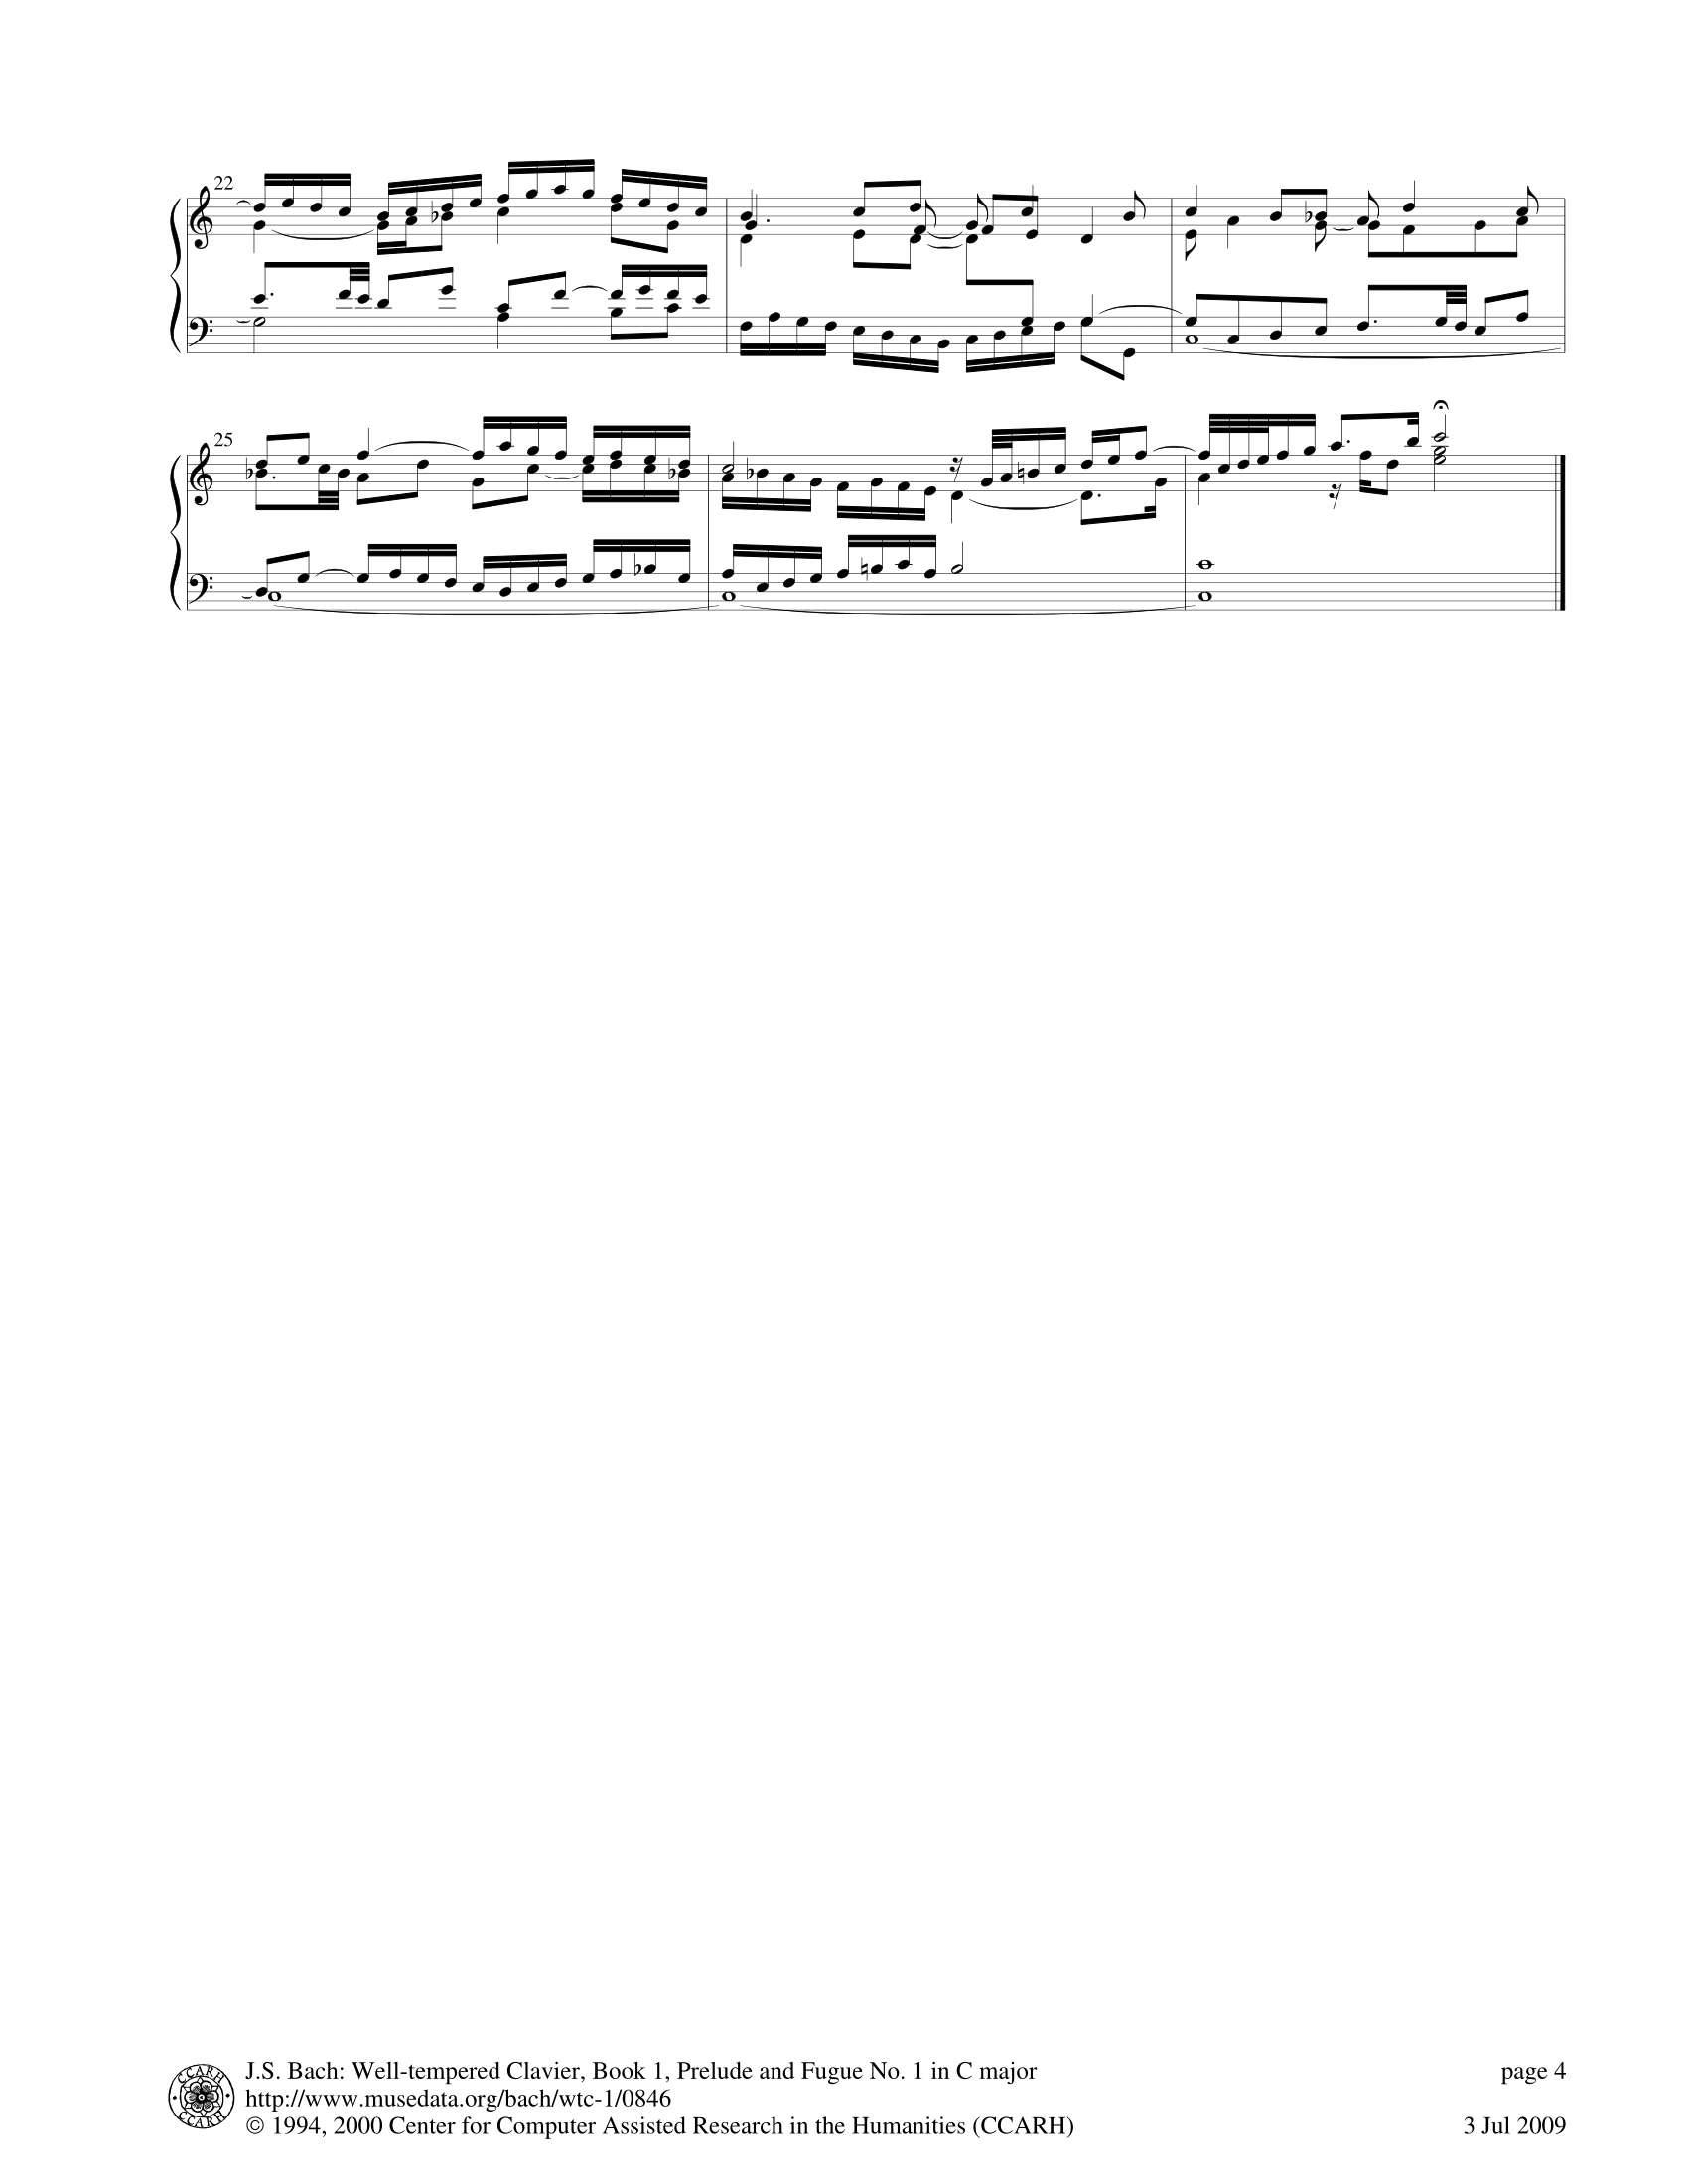 22
25
CCARH
CCARH
J.S. Bach: Well-tempered Clavier, Book 1, Prelude and Fugue No. 1 in C major
page 4
http://www.musedata.org/bach/wtc-1/0846
© 1994, 2000 Center for Computer Assisted Research in the Humanities (CCARH)
3 Jul 2009